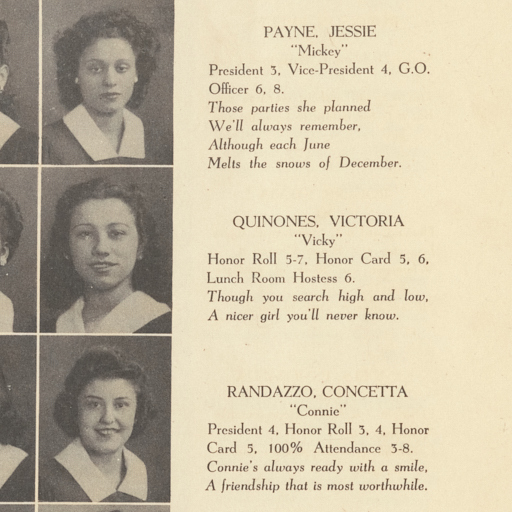 PAYNE, JESSIE
"Mickey"
President 3, Vice-President 4, G.O.
Officer 6, 8.
Those parties she planned
We'll always remember,
Although each June
Melts the snows of December.
QUINONES, VICTORIA
"Vicky"
Honor Roll 5-7, Honor Card 5, 6,
Lunch Room Hostess 6.
Though you search high and low,
A nicer girl you'll never know.
RANDAZZO, CONCETTA
"Connie"
President 4, Honor Roll 3, 4, Honor
Card 5, 100% Attendance 3-8.
Connie's always ready with a smile,
A friendship that is most worthwhile.